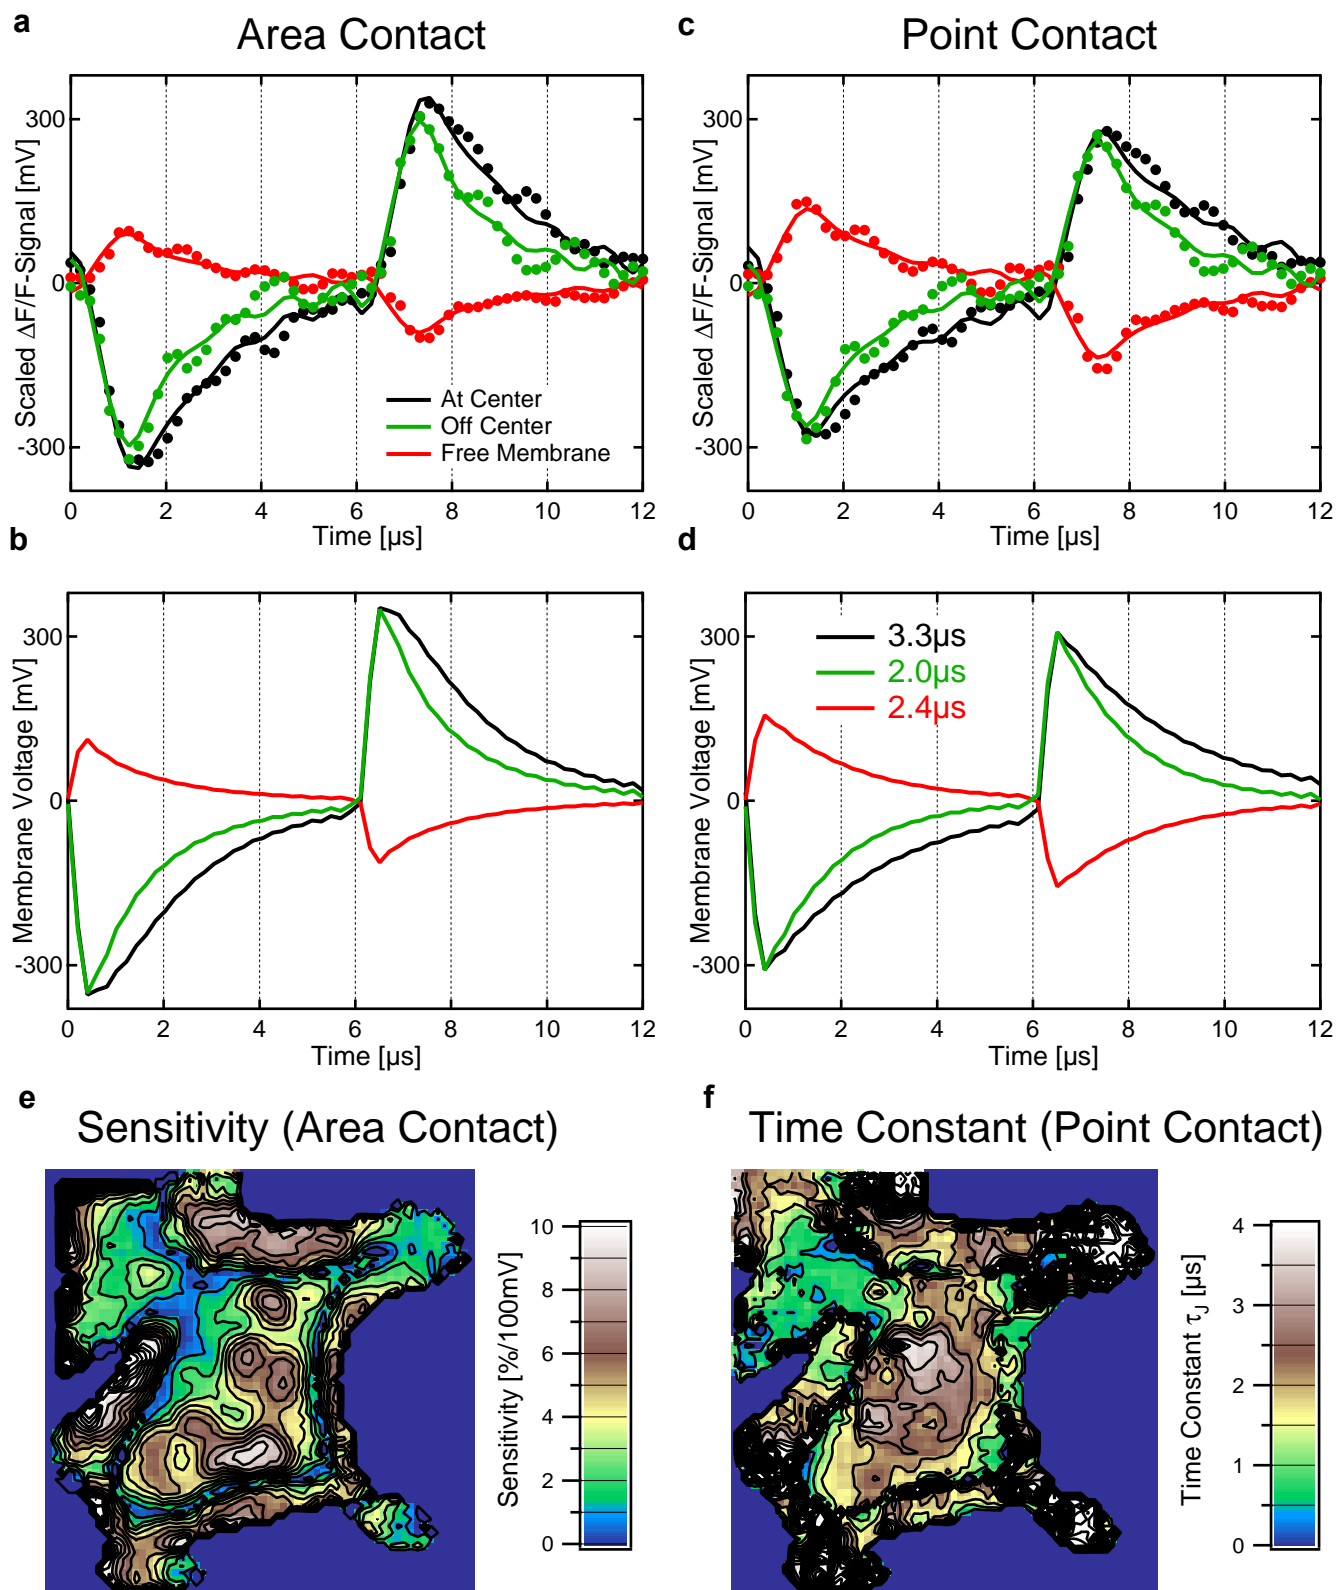 a
Area Contact
c
Point Contact
Scaled ΔF/F-Signal [mV]
300
0
-300
At Center
Off Center
Free Membrane
0 2 4 6 8 10 12
Time [µs]
Scaled ΔF/F-Signal [mV]
300
0
-300
0 2 4 6 8 10 12
Time [µs]
b
Membrane Voltage [mV]
300
0
-300
0 2 4 6 8 10 12
Time [µs]
d
Membrane Voltage [mV]
300
0
-300
3.3µs
2.0µs
2.4µs
0 2 4 6 8 10 12
Time [µs]
e
Sensitivity (Area Contact)
Sensitivity [%/100mV]
10
8
6
4
2
0
f
Time Constant (Point Contact)
Time Constant τJ [µs]
4
3
2
1
0